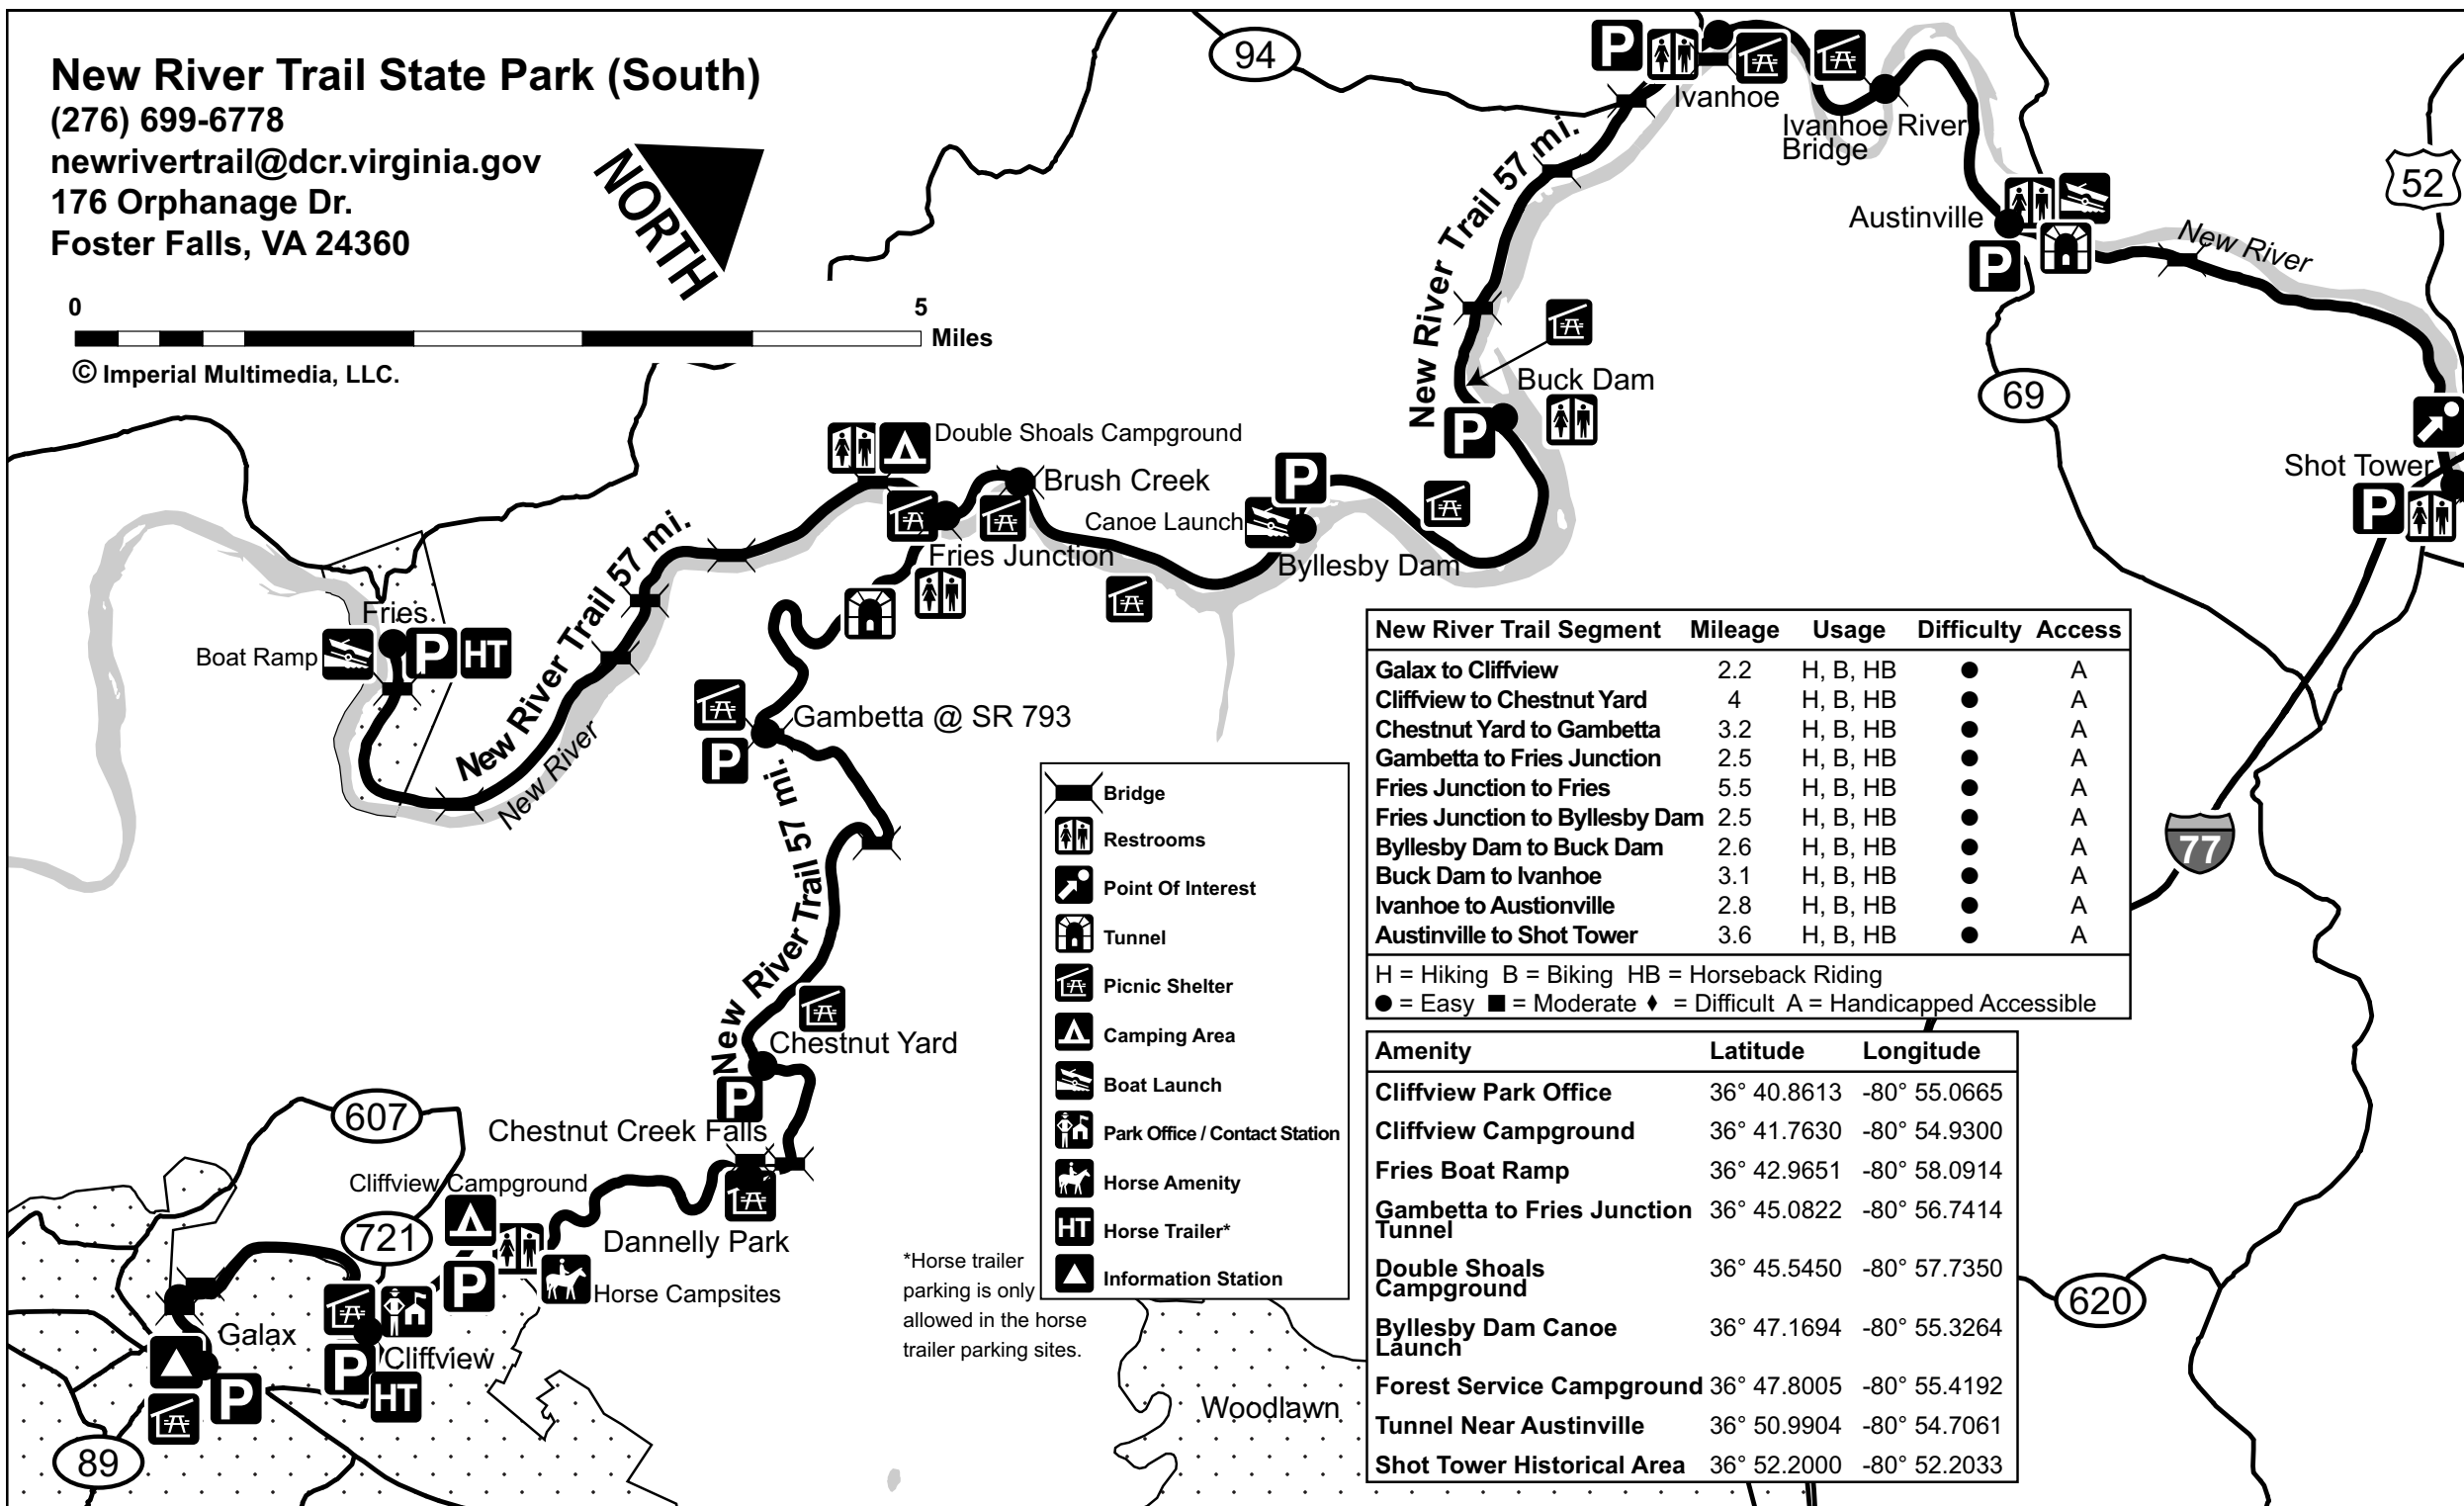 New River Trail State Park (South)
(276) 699-6778
newrivertrail@dcr.virginia.gov
176 Orphanage Dr.
Foster Falls, VA 24360
NORTH
0 5
Miles
© Imperial Multimedia, LLC.
94
P
Ivanhoe
Ivanhoe River
Bridge
52
Austinville
P
New River
New River Trail 57 mi.
Buck Dam
P
69
Shot Tower
P
Double Shoals Campground
Brush Creek
P
Canoe Launch
Fries Junction
Byllesby Dam
Fries
Boat Ramp
P
HT
New River Trail 57 mi.
New River
Gambetta @ SR 793
P
New River Trail 57 mi.
Chestnut Yard
P
Chestnut Creek Falls
607
Cliffview Campground
721
Dannelly Park
P
Horse Campsites
Galax
Cliffview
P
P
HT
89
*Horse trailer
parking is only
allowed in the horse
trailer parking sites.
Woodlawn
77
620
Bridge
Restrooms
Point Of Interest
Tunnel
Picnic Shelter
Camping Area
Boat Launch
Park Office / Contact Station
Horse Amenity
HT Horse Trailer*
Information Station
New River Trail Segment Mileage Usage Difficulty Access
Galax to Cliffview 2.2 H, B, HB ● A
Cliffview to Chestnut Yard 4 H, B, HB ● A
Chestnut Yard to Gambetta 3.2 H, B, HB ● A
Gambetta to Fries Junction 2.5 H, B, HB ● A
Fries Junction to Fries 5.5 H, B, HB ● A
Fries Junction to Byllesby Dam 2.5 H, B, HB ● A
Byllesby Dam to Buck Dam 2.6 H, B, HB ● A
Buck Dam to Ivanhoe 3.1 H, B, HB ● A
Ivanhoe to Austionville 2.8 H, B, HB ● A
Austinville to Shot Tower 3.6 H, B, HB ● A
H = Hiking B = Biking HB = Horseback Riding
● = Easy ■ = Moderate ♦ = Difficult A = Handicapped Accessible
Amenity Latitude Longitude
Cliffview Park Office 36° 40.8613 -80° 55.0665
Cliffview Campground 36° 41.7630 -80° 54.9300
Fries Boat Ramp 36° 42.9651 -80° 58.0914
Gambetta to Fries Junction 36° 45.0822 -80° 56.7414
Tunnel
Double Shoals 36° 45.5450 -80° 57.7350
Campground
Byllesby Dam Canoe 36° 47.1694 -80° 55.3264
Launch
Forest Service Campground 36° 47.8005 -80° 55.4192
Tunnel Near Austinville 36° 50.9904 -80° 54.7061
Shot Tower Historical Area 36° 52.2000 -80° 52.2033